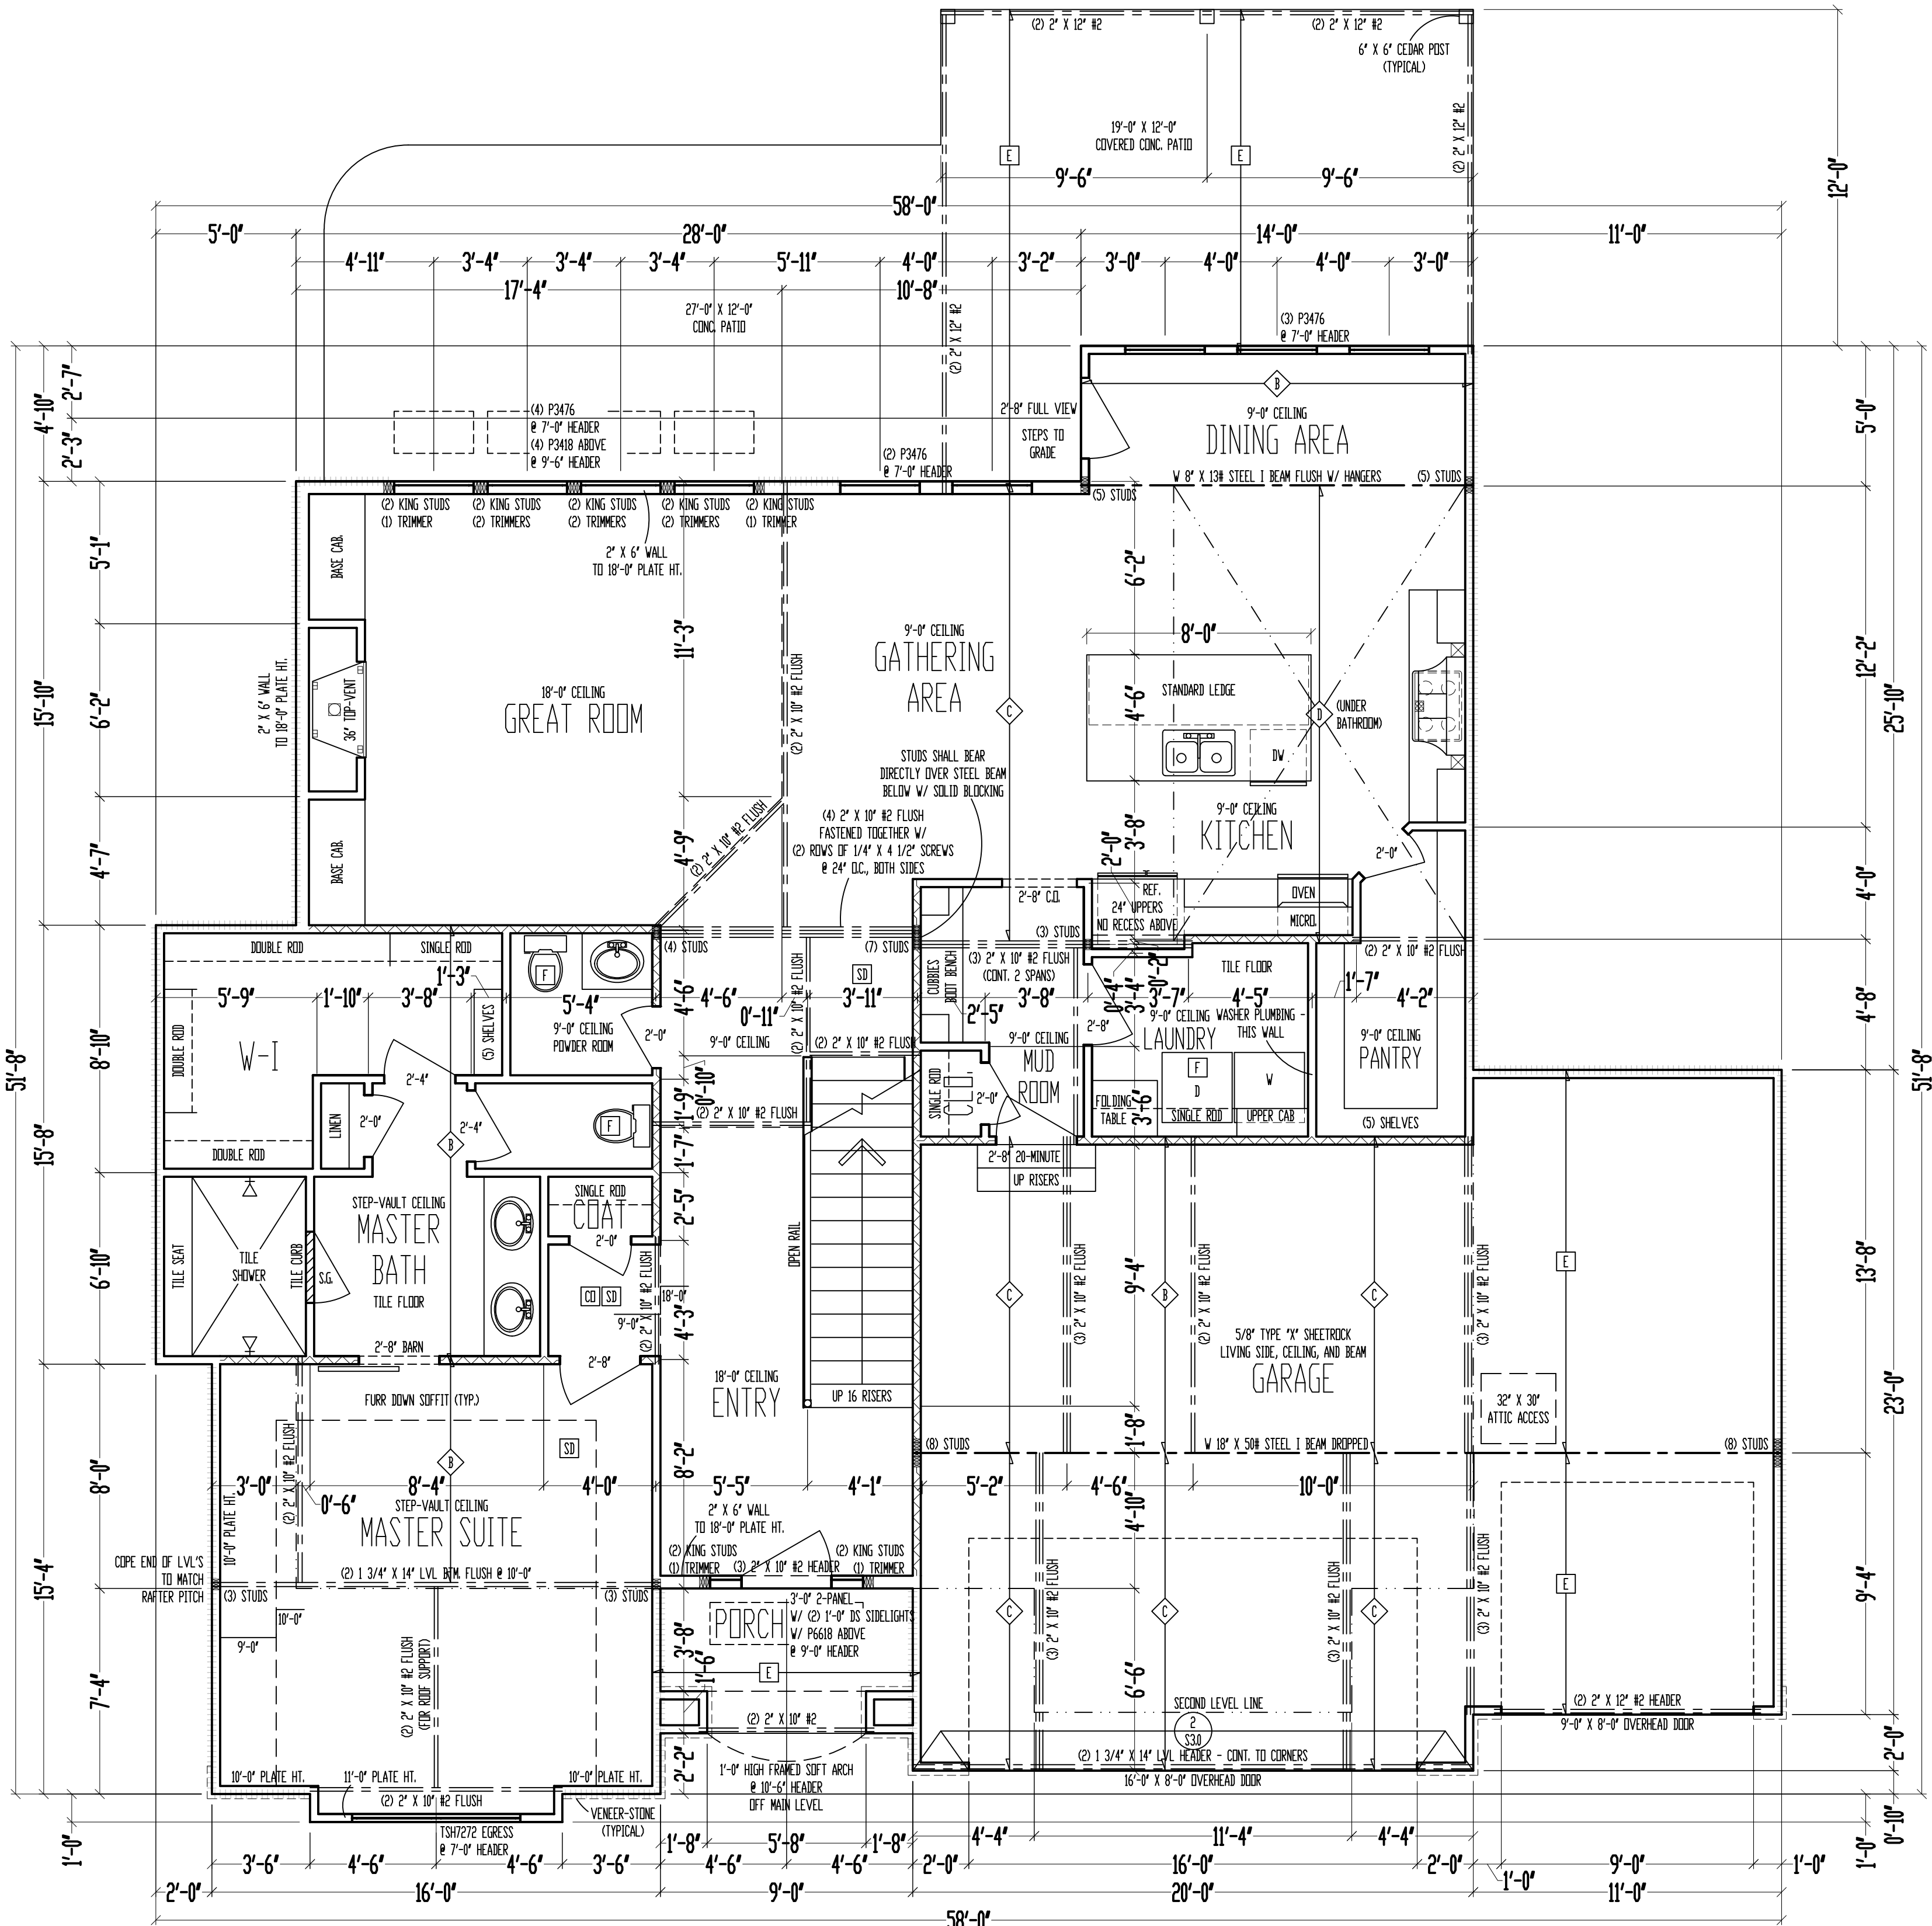 (2) 2" X 12" #2
(2) 2" X 12" #2
6" X 6" CEDAR POST
(TYPICAL)
19'-0" X 12'-0"
COVERED CONC. PATIO
(2) 2" X 12" #2
E
E
9'-6"
9'-6"
12'-0"
58'-0"
5'-0"
28'-0"
14'-0"
11'-0"
4'-11"
3'-4"
3'-4"
3'-4"
5'-11"
4'-0"
3'-2"
3'-0"
4'-0"
4'-0"
3'-0"
17'-4"
10'-8"
27'-0" X 12'-0"
CONC. PATIO
(2) 2" X 12" #2
(3) P3476
@ 7'-0" HEADER
2'-7"
4'-10"
2'-3"
(4) P3476
@ 7'-0" HEADER
(4) P3418 ABOVE
@ 9'-6" HEADER
(2) P3476
@ 7'-0" HEADER
2'-8" FULL VIEW
STEPS TO
GRADE
B
9'-0" CEILING
DINING AREA
W 8" X 13# STEEL I BEAM FLUSH W/ HANGERS
(5) STUDS
(5) STUDS
5'-0"
(2) KING STUDS
(1) TRIMMER
(2) KING STUDS
(2) TRIMMERS
(2) KING STUDS
(2) TRIMMERS
(2) KING STUDS
(2) TRIMMERS
(2) KING STUDS
(1) TRIMMER
2" X 6" WALL
TO 18'-0" PLATE HT.
BASE CAB.
5'-1"
15'-10"
6'-2"
4'-7"
2" X 6" WALL
TO 18'-0" PLATE HT.
36" TOP-VENT
BASE CAB.
18'-0" CEILING
GREAT ROOM
11'-3"
4'-9"
(2) 2" X 10" #2 FLUSH
(2) 2" X 10" #2 FLUSH
9'-0" CEILING
GATHERING
AREA
C
6'-2"
8'-0"
4'-6"
STANDARD LEDGE
DW
D
(UNDER
BATHROOM)
3'-8"
2'-0"
9'-0" CEILING
KITCHEN
2'-0"
12'-2"
25'-10"
4'-0"
STUDS SHALL BEAR
DIRECTLY OVER STEEL BEAM
BELOW W/ SOLID BLOCKING
(4) 2" X 10" #2 FLUSH
FASTENED TOGETHER W/
(2) ROWS OF 1/4" X 4 1/2" SCREWS
@ 24" O.C., BOTH SIDES
2'-8" C.O.
REF.
24" UPPERS
NO RECESS ABOVE
OVEN
MICRO.
51'-8"
51'-8"
DOUBLE ROD
SINGLE ROD
1'-3"
5'-9"
1'-10"
3'-8"
(5) SHELVES
DOUBLE ROD
W-I
DOUBLE ROD
F
5'-4"
9'-0" CEILING
POWDER ROOM
2'-0"
(4) STUDS
(7) STUDS
SD
4'-6"
4'-6"
0'-11"
3'-11"
9'-0" CEILING
(2) 2" X 10" #2 FLUSH
(2) 2" X 10" #2 FLUSH
0'-10"
1'-9"
(2) 2" X 10" #2 FLUSH
1'-7"
CUBBIES
BOOT BENCH
(3) STUDS
(3) 2" X 10" #2 FLUSH
(CONT. 2 SPANS)
2'-5"
3'-8"
9'-0" CEILING
MUD
ROOM
SINGLE ROD
2'-0"
2'-8"
0'-4"
3'-4"
0'-2"
3'-7"
4'-5"
TILE FLOOR
9'-0" CEILING
LAUNDRY
WASHER PLUMBING -
THIS WALL
F
D
W
FOLDING
TABLE
3'-6"
SINGLE ROD
UPPER CAB
(2) 2" X 10" #2 FLUSH
1'-7"
4'-2"
9'-0" CEILING
PANTRY
(5) SHELVES
4'-8"
8'-10"
15'-8"
6'-10"
2'-4"
LINEN
2'-0"
B
2'-4"
F
2'-8" 20-MINUTE
UP RISERS
TILE SEAT
TILE
SHOWER
TILE CURB
S.G.
STEP-VAULT CEILING
MASTER
BATH
TILE FLOOR
2'-8" BARN
SINGLE ROD
COAT
2'-0"
CO
SD
2'-5"
18'-0"
9'-0"
4'-3"
(2) 2" X 10" #2 FLUSH
2'-8"
OPEN RAIL
UP 16 RISERS
18'-0" CEILING
ENTRY
(3) 2" X 10" #2 FLUSH
(2) 2" X 10" #2 FLUSH
(3) 2" X 10" #2 FLUSH
9'-4"
C
B
C
E
5/8" TYPE "X" SHEETROCK
LIVING SIDE, CEILING, AND BEAM
GARAGE
32" X 30"
ATTIC ACCESS
13'-8"
23'-0"
1'-8"
(8) STUDS
W 18" X 50# STEEL I BEAM DROPPED
(8) STUDS
FURR DOWN SOFFIT (TYP.)
SD
B
(2) 2" X 10" #2 FLUSH
(2) 2" X 10" #2 FLUSH
8'-0"
3'-0"
0'-6"
8'-4"
4'-0"
8'-2"
5'-5"
4'-1"
5'-2"
4'-6"
10'-0"
4'-10"
10'-0" PLATE HT.
STEP-VAULT CEILING
MASTER SUITE
2" X 6" WALL
TO 18'-0" PLATE HT.
COPE END OF LVL'S
TO MATCH
RAFTER PITCH
15'-4"
(2) 1 3/4" X 14" LVL BTM. FLUSH @ 10'-0"
(3) STUDS
(3) STUDS
(2) KING STUDS
(1) TRIMMER
(3) 2" X 10" #2 HEADER
(2) KING STUDS
(1) TRIMMER
(3) 2" X 10" #2 FLUSH
(3) 2" X 10" #2 FLUSH
(3) 2" X 10" #2 FLUSH
E
9'-4"
10'-0"
9'-0"
(2) 2" X 10" #2 FLUSH
(FOR ROOF SUPPORT)
PORCH
3'-0" 2-PANEL
W/ (2) 1'-0" DS SIDELIGHTS
W/ P6618 ABOVE
@ 9'-0" HEADER
3'-8"
1'-6"
E
C
B
C
7'-4"
6'-6"
SECOND LEVEL LINE
2
S3.0
(2) 2" X 12" #2 HEADER
9'-0" X 8'-0" OVERHEAD DOOR
(2) 2" X 10" #2
2'-2"
(2) 1 3/4" X 14" LVL HEADER - CONT. TO CORNERS
16'-0" X 8'-0" OVERHEAD DOOR
2'-0"
10'-0" PLATE HT.
11'-0" PLATE HT.
10'-0" PLATE HT.
(2) 2" X 10" #2 FLUSH
1'-0" HIGH FRAMED SOFT ARCH
@ 10'-6" HEADER
OFF MAIN LEVEL
VENEER-STONE
(TYPICAL)
TSH7272 EGRESS
@ 7'-0" HEADER
1'-0"
1'-0"
0'-10"
1'-8"
5'-8"
1'-8"
4'-4"
11'-4"
4'-4"
3'-6"
4'-6"
4'-6"
3'-6"
4'-6"
4'-6"
2'-0"
16'-0"
2'-0"
1'-0"
9'-0"
1'-0"
2'-0"
16'-0"
9'-0"
20'-0"
11'-0"
58'-0"